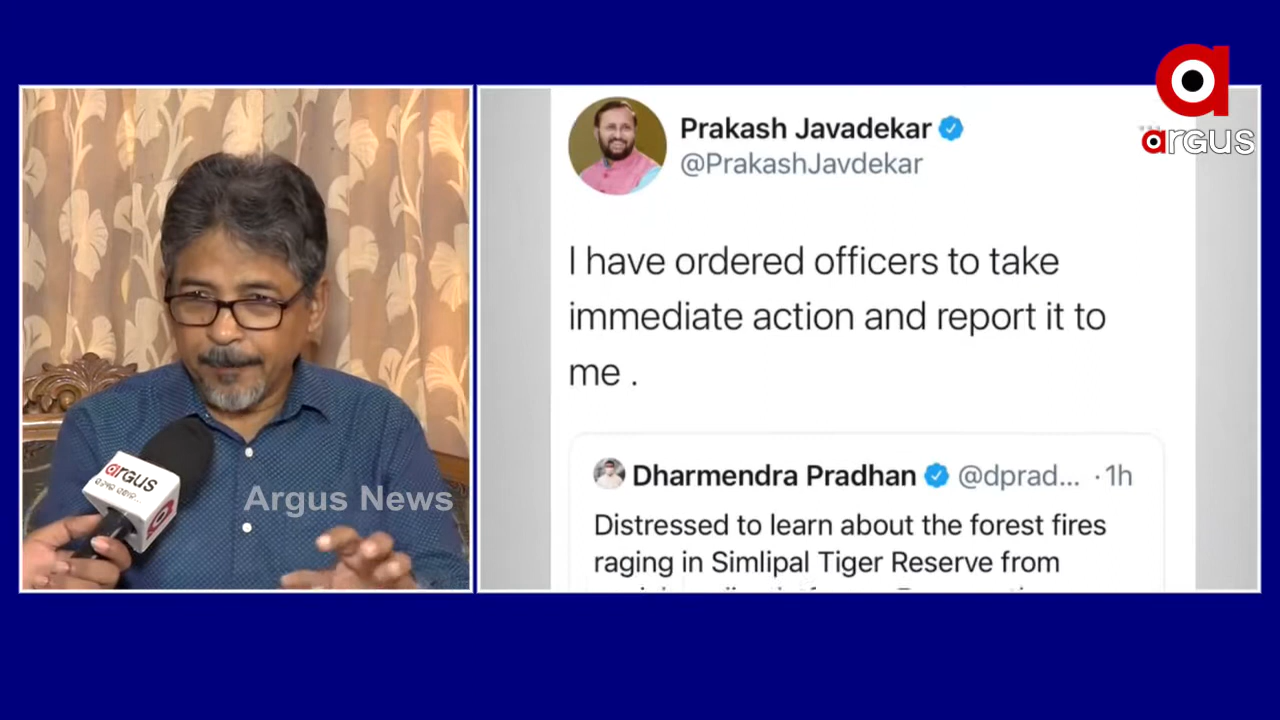 argus
Prakash Javadekar
@PrakashJavdekar
I have ordered officers to take
immediate action and report it to
me .
Dharmendra Pradhan @dprad... · 1h
Distressed to learn about the forest fires
raging in Simlipal Tiger Reserve from
argus
Argus News